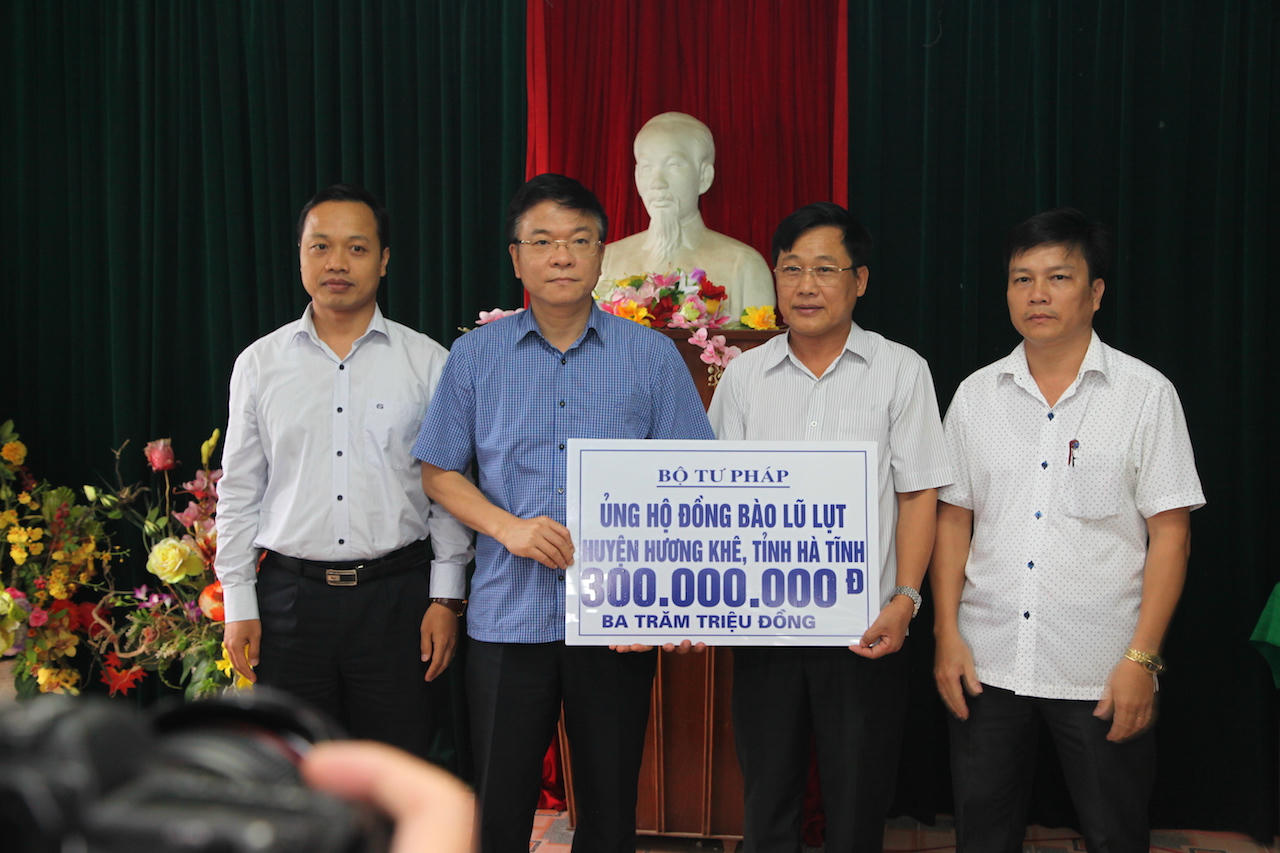 BỘ TƯ PHÁP
ỦNG HỘ ĐỒNG BÀO LŨ LỤT
HUYỆN HƯƠNG KHÊ, TỈNH HÀ TĨNH
300.000.000 Đ
BA TRĂM TRIỆU ĐỒNG